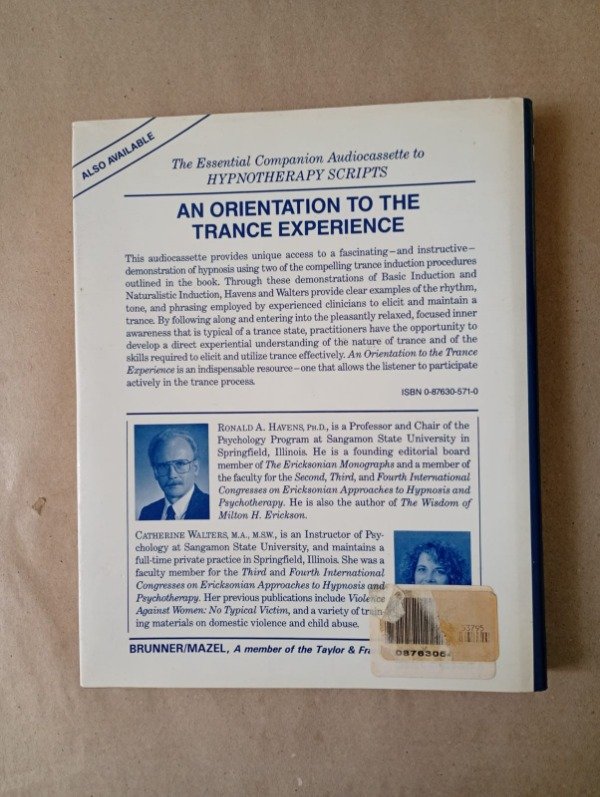 ALSO AVAILABLE
The Essential Companion Audiocassette to
HYPNOTHERAPY SCRIPTS
AN ORIENTATION TO THE
TRANCE EXPERIENCE
This audiocassette provides unique access to a fascinating–and instructive–
demonstration of hypnosis using two of the compelling trance induction procedures
outlined in the book. Through these demonstrations of Basic Induction and
Naturalistic Induction, Havens and Walters provide clear examples of the rhythm,
tone, and phrasing employed by experienced clinicians to elicit and maintain a
trance. By following along and entering into the pleasantly relaxed, focused inner
awareness that is typical of a trance state, practitioners have the opportunity to
develop a direct experiential understanding of the nature of trance and of the
skills required to elicit and utilize trance effectively. An Orientation to the Trance
Experience is an indispensable resource–one that allows the listener to participate
actively in the trance process.
ISBN 0-87630-571-0
RONALD A. HAVENS, PH.D., is a Professor and Chair of the
Psychology Program at Sangamon State University in
Springfield, Illinois. He is a founding editorial board
member of The Ericksonian Monographs and a member of
the faculty for the Second, Third, and Fourth International
Congresses on Ericksonian Approaches to Hypnosis and
Psychotherapy. He is also the author of The Wisdom of
Milton H. Erickson.
CATHERINE WALTERS, M.A., M.S.W., is an Instructor of Psy-
chology at Sangamon State University, and maintains a
full-time private practice in Springfield, Illinois. She was a
faculty member for the Third and Fourth International
Congresses on Ericksonian Approaches to Hypnosis and
Psychotherapy. Her previous publications include Violence
Against Women: No Typical Victim, and a variety of train-
ing materials on domestic violence and child abuse.
53795
BRUNNER/MAZEL, A member of the Taylor & Fra